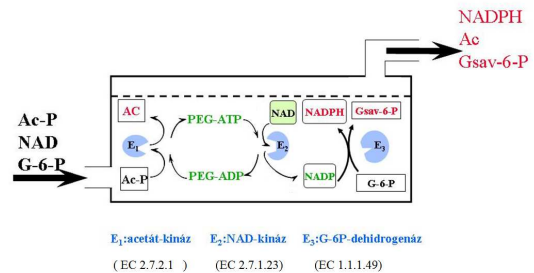 NADPH
Ac
Gsav-6-P
Ac-P
NAD
G-6-P
AC
PEG-ATP
NAD
NADPH
Gsav-6-P
E1
E2
E3
Ac-P
PEG-ADP
NADP
G-6-P
E1:acetát-kináz E2:NAD-kináz E3:G-6P-dehidrogenáz
( EC 2.7.2.1 ) (EC 2.7.1.23) (EC 1.1.1.49)